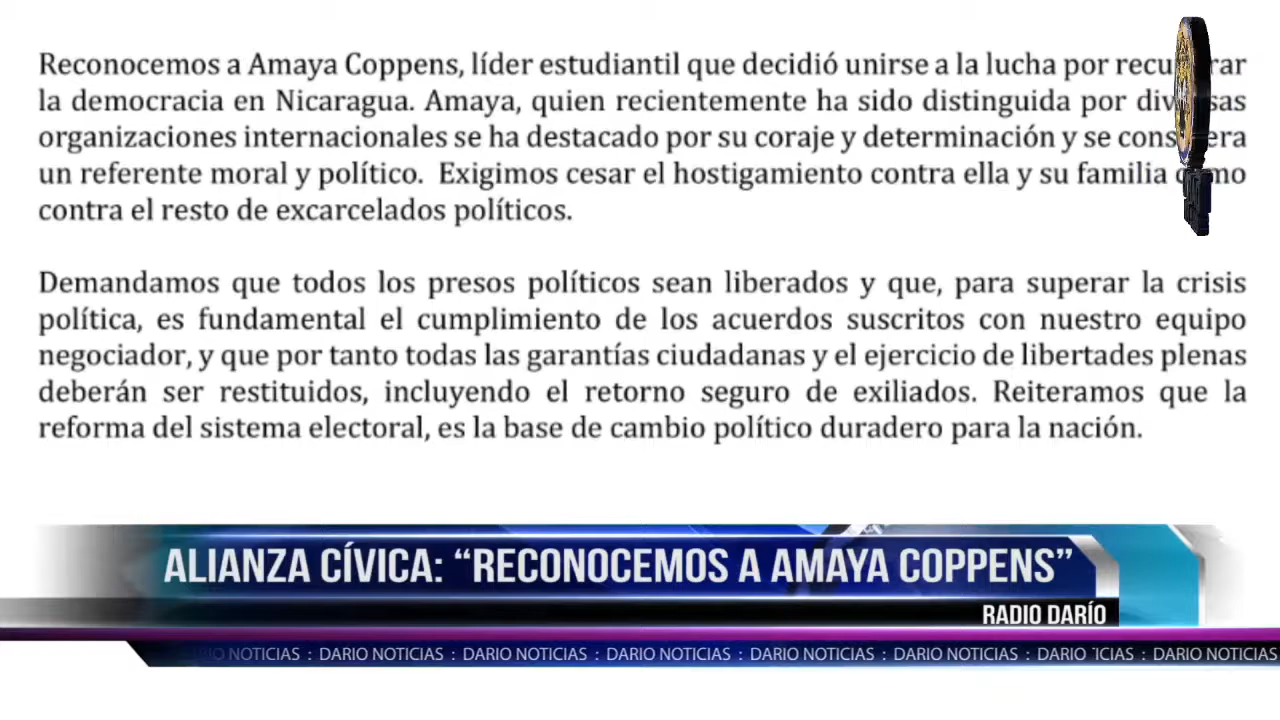 Reconocemos a Amaya Coppens, líder estudiantil que decidió unirse a la lucha por
la democracia en Nicaragua. Amaya, quien recientemente ha sido distinguida por
organizaciones internacionales se ha destacado por su coraje y determinación y se
un referente moral y político. Exigimos cesar el hostigamiento contra ella y su familia
contra el resto de excarcelados políticos.
Demandamos que todos los presos políticos sean liberados y que, para superar la crisis
política, es fundamental el cumplimiento de los acuerdos suscritos con nuestro equipo
negociador, y que por tanto todas las garantías ciudadanas y el ejercicio de libertades plenas
deberán ser restituidos, incluyendo el retorno seguro de exiliados. Reiteramos que la
reforma del sistema electoral, es la base de cambio político duradero para la nación.
ALIANZA CÍVICA: “RECONOCEMOS A AMAYA COPPENS”
RADIO DARÍO
NOTICIAS : DARIO NOTICIAS : DARIO NOTICIAS : DARIO NOTICIAS : DARIO NOTICIAS : DARIO NOTICIAS : DARIO : DARIO NOTICIAS